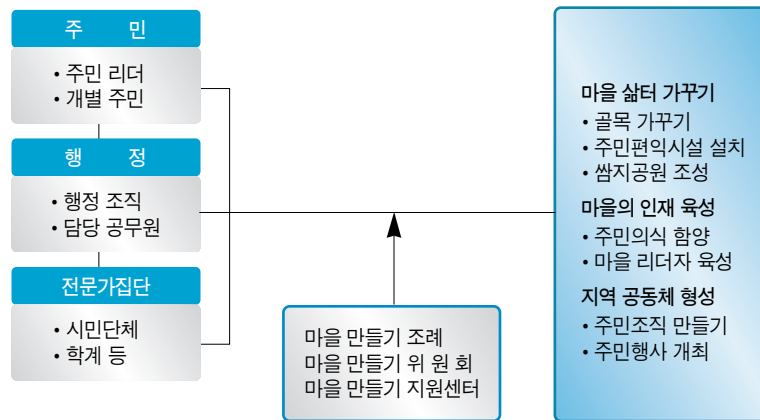 주 민
• 주민 리더
• 개별 주민
행 정
• 행정 조직
• 담당 공무원
전문가집단
• 시민단체
• 학계 등
마을 만들기 조례
마을 만들기 위 원 회
마을 만들기 지원센터
마을 삶터 가꾸기
• 골목 가꾸기
• 주민편익시설 설치
• 쌈지공원 조성
마을의 인재 육성
• 주민의식 함양
• 마을 리더자 육성
지역 공동체 형성
• 주민조직 만들기
• 주민행사 개최